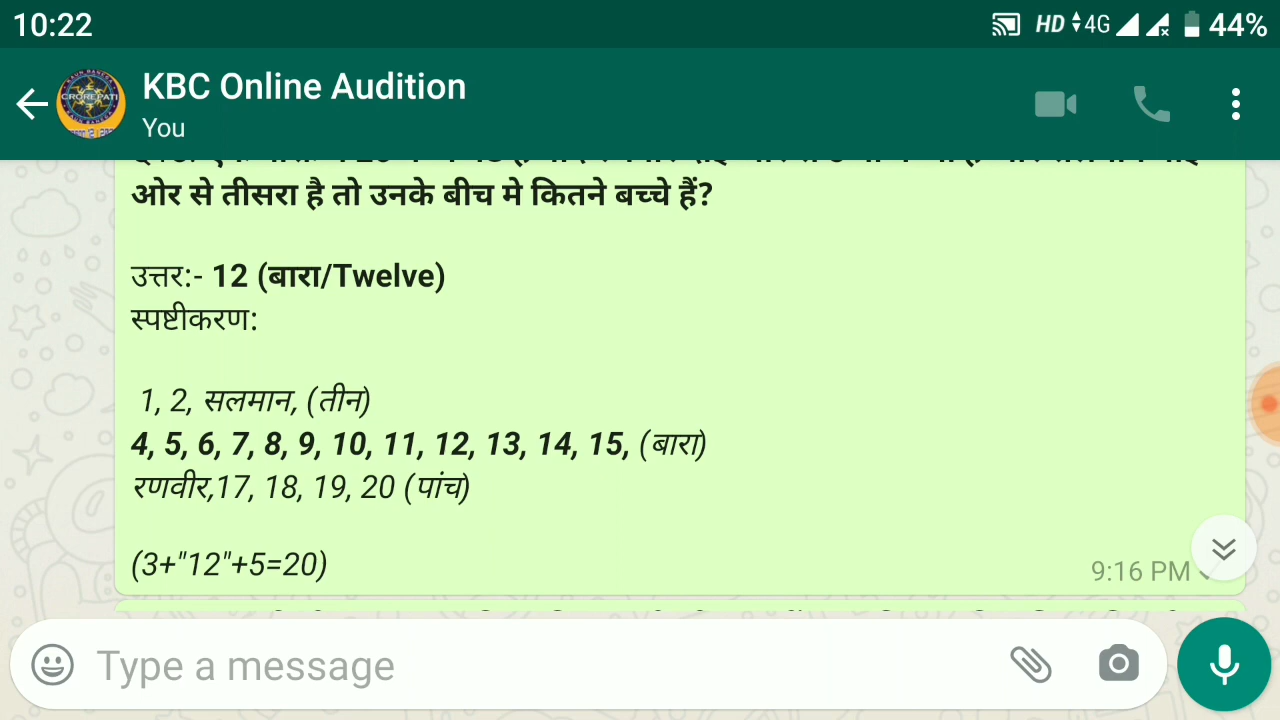 10:22 HD 4G 44%
KBC Online Audition
CROREPATI
You
ओर से तीसरा है तो उनके बीच मे कितने बच्चे हैं?
उत्तर:- 12 (बारा/Twelve)
स्पष्टीकरण:
1, 2, सलमान, (तीन)
4, 5, 6, 7, 8, 9, 10, 11, 12, 13, 14, 15, (बारा)
रणवीर,17, 18, 19, 20 (पांच)
(3+"12"+5=20)
9:16 PM
Type a message